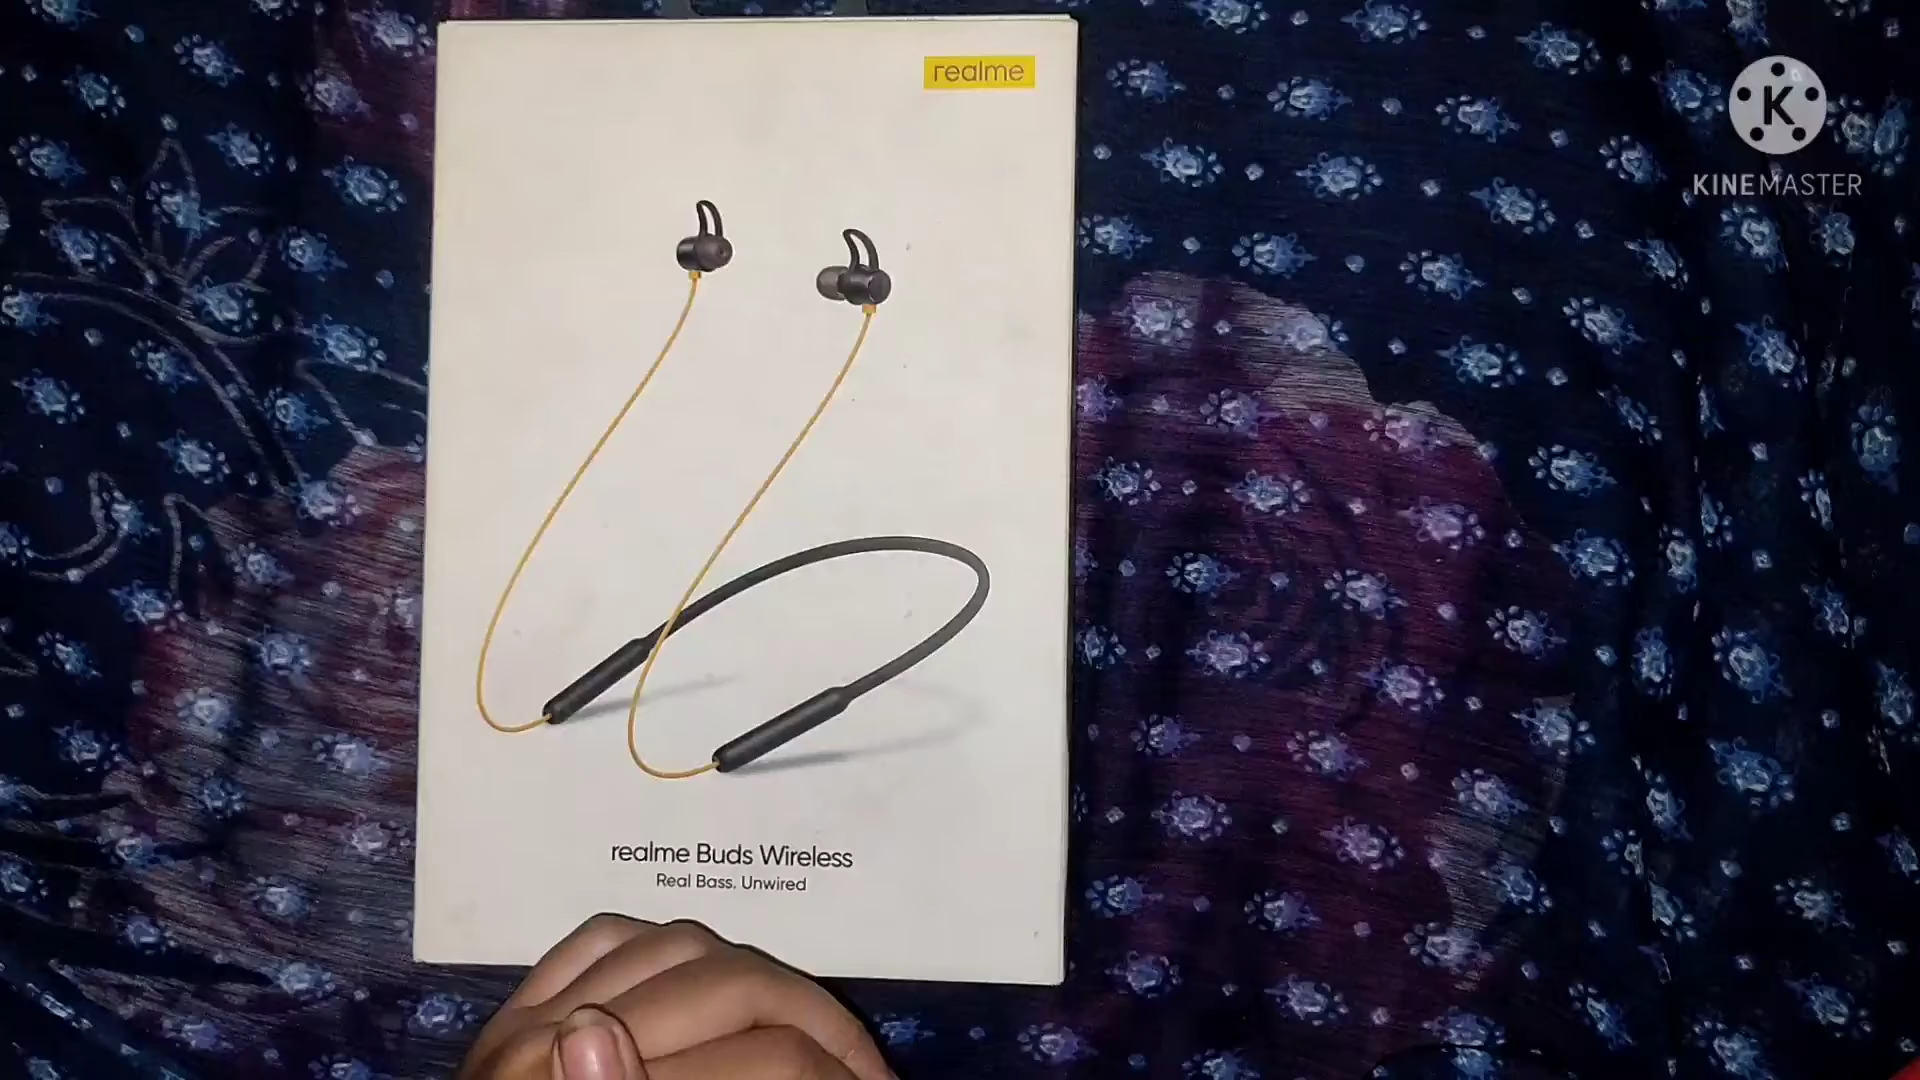 realme
K
KINEMASTER
realme Buds Wireless
Real Bass. Unwired